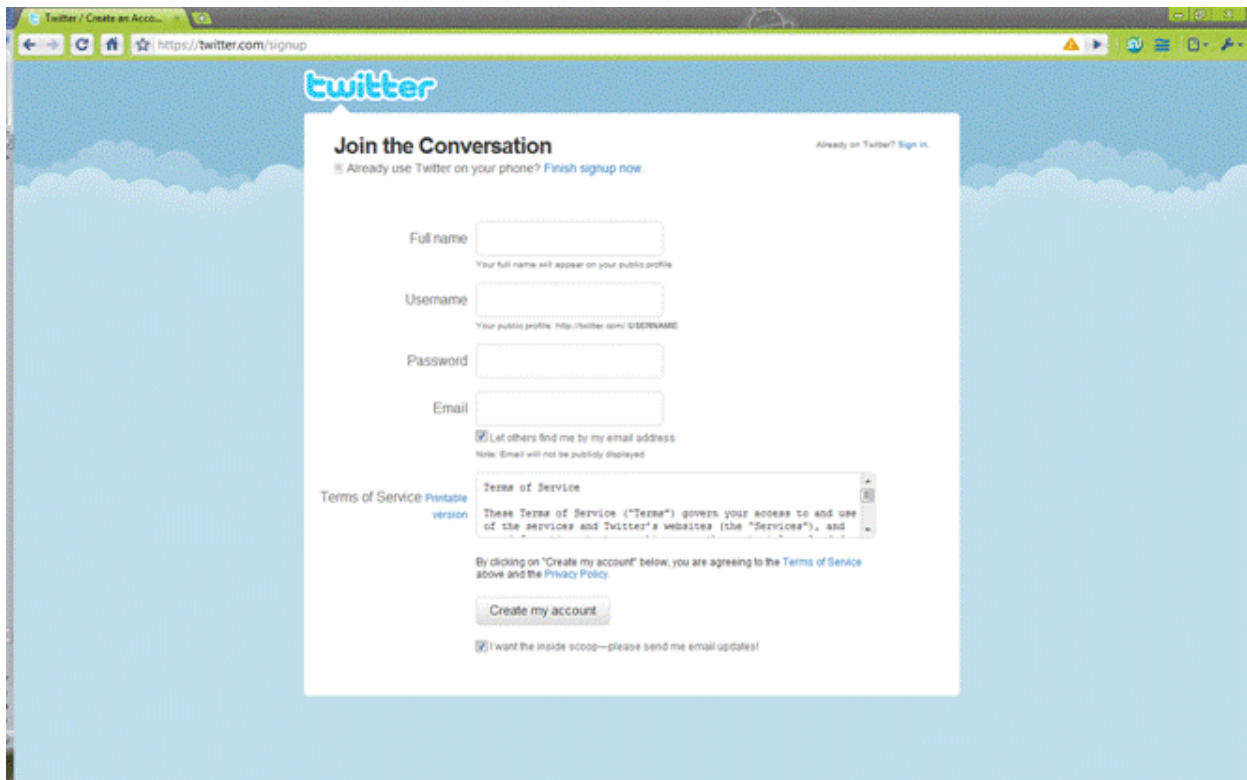 Twitter / Create an Acco...
https://twitter.com/signup
twitter
Join the Conversation
Already on Twitter? Sign in.
Already use Twitter on your phone? Finish signup now.
Full name
Your full name will appear on your public profile
Username
Your public profile: http://twitter.com/ USERNAME
Password
Email
Let others find me by my email address
Note: Email will not be publicly displayed
Terms of Service Printable
version
Terms of Service
These Terms of Service ("Terms") govern your access to and use
of the services and Twitter's websites (the "Services"), and
By clicking on "Create my account" below, you are agreeing to the Terms of Service
above and the Privacy Policy.
Create my account
I want the inside scoop—please send me email updates!